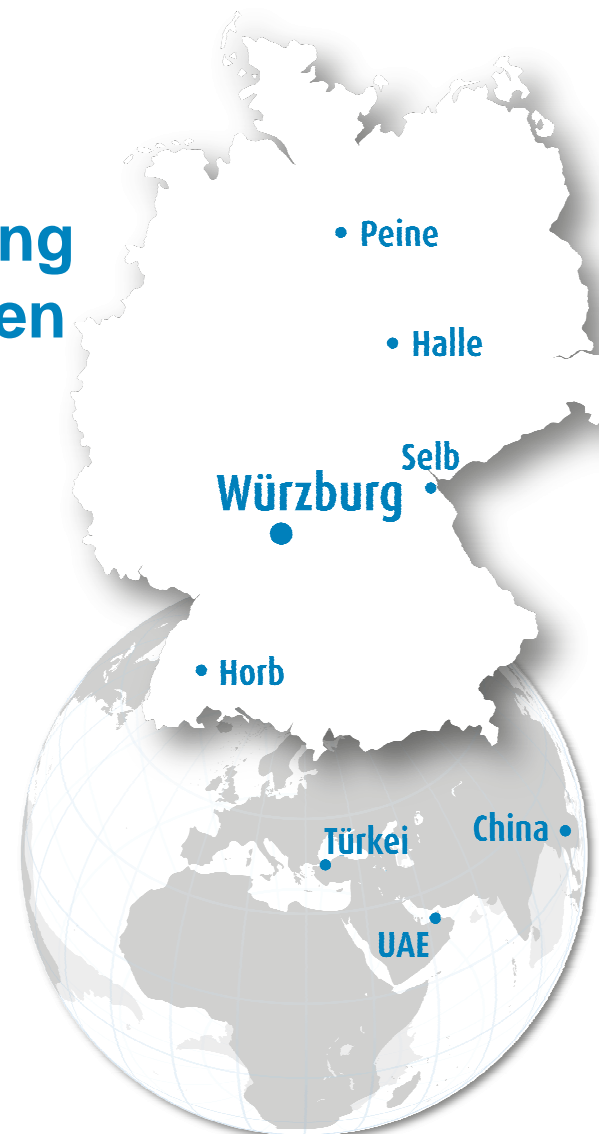 ng
en
Peine
Halle
Selb
Würzburg
Horb
Türkei
China
UAE